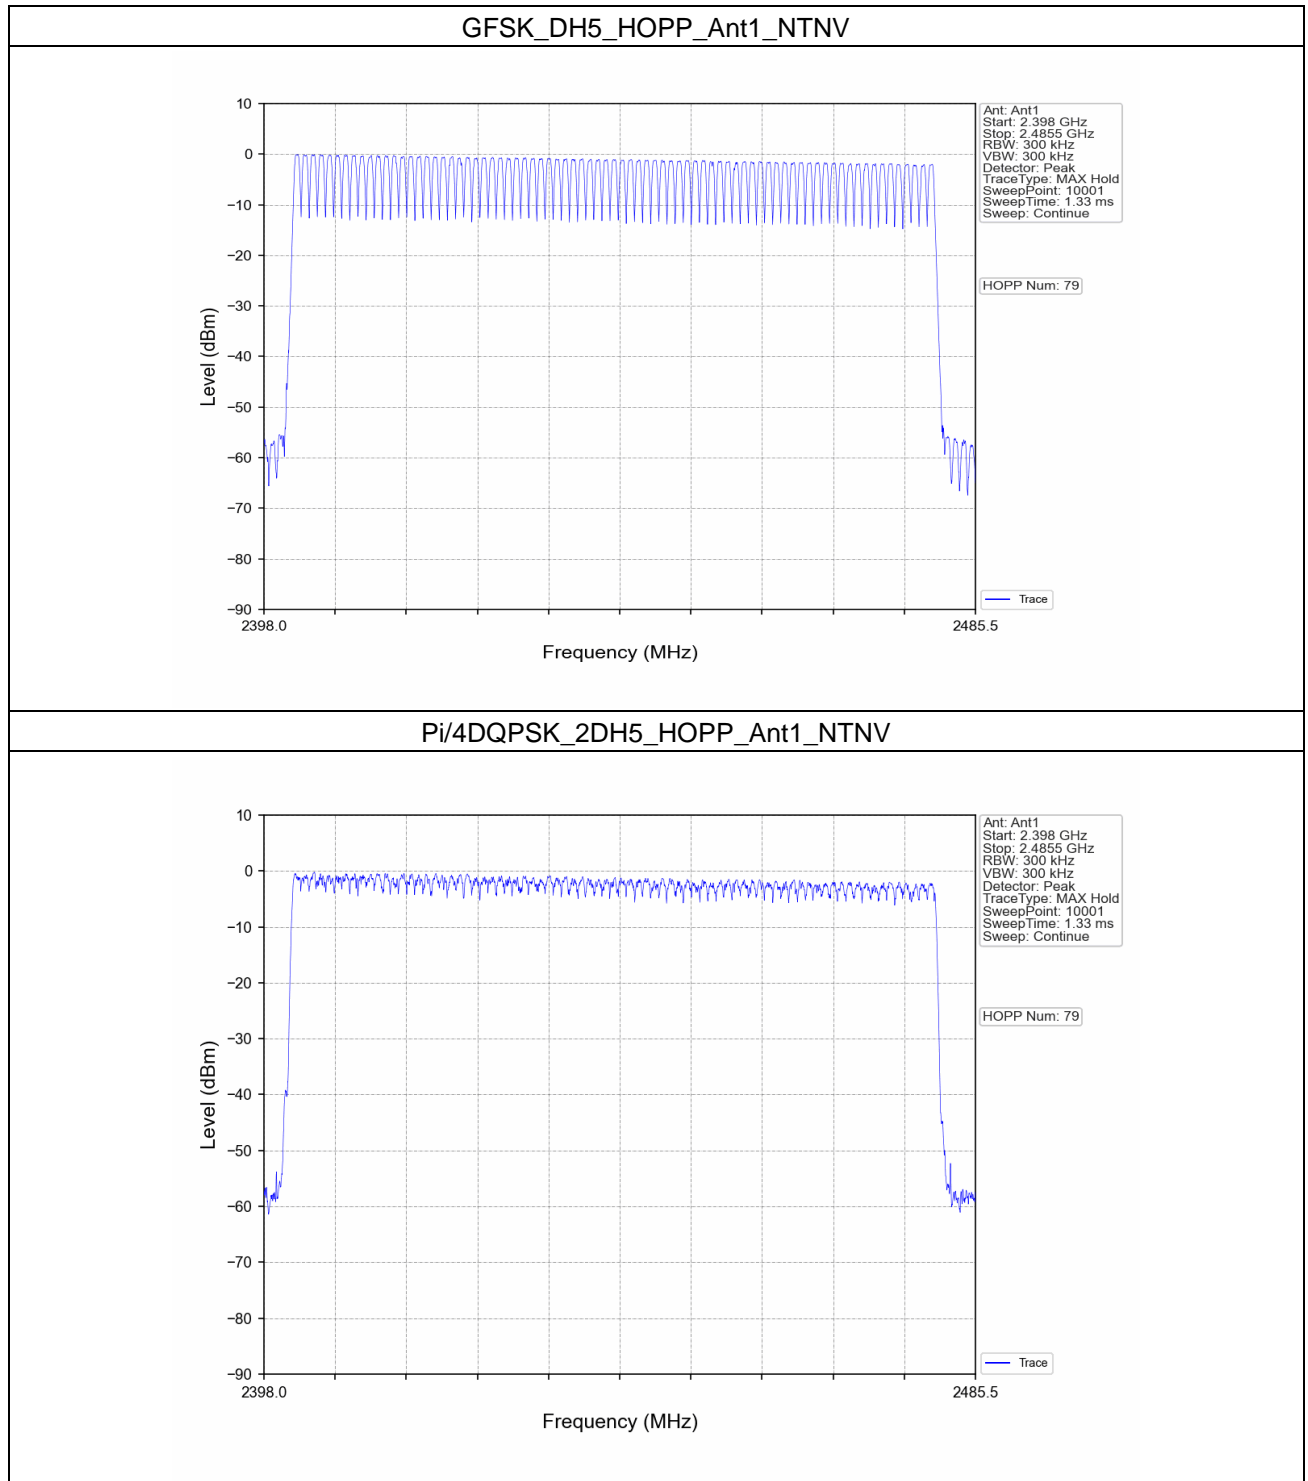 GFSK_DH5_HOPP_Ant1_NTNV
10
0
−10
−20
−30
−40
−50
−60
−70
−80
−90
Level (dBm)
2398.0
2485.5
Frequency (MHz)
Ant: Ant1
Start: 2.398 GHz
Stop: 2.4855 GHz
RBW: 300 kHz
VBW: 300 kHz
Detector: Peak
TraceType: MAX Hold
SweepPoint: 10001
SweepTime: 1.33 ms
Sweep: Continue
HOPP Num: 79
Trace
Pi/4DQPSK_2DH5_HOPP_Ant1_NTNV
10
0
−10
−20
−30
−40
−50
−60
−70
−80
−90
Level (dBm)
2398.0
2485.5
Frequency (MHz)
Ant: Ant1
Start: 2.398 GHz
Stop: 2.4855 GHz
RBW: 300 kHz
VBW: 300 kHz
Detector: Peak
TraceType: MAX Hold
SweepPoint: 10001
SweepTime: 1.33 ms
Sweep: Continue
HOPP Num: 79
Trace